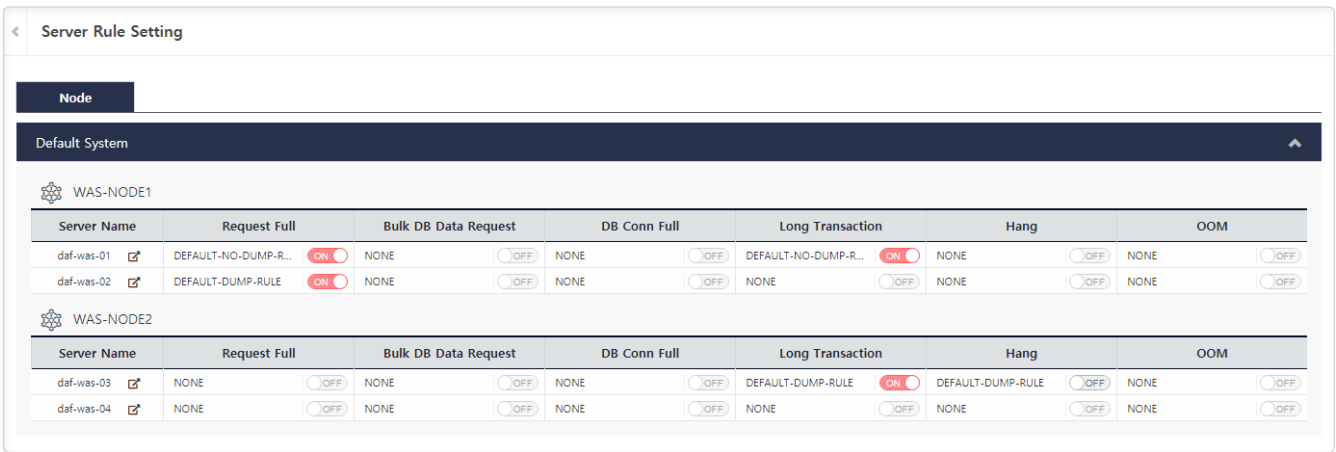 Server Rule Setting
Node
Default System
WAS-NODE1
Server Name Request Full Bulk DB Data Request DB Conn Full Long Transaction Hang OOM
daf-was-01 DEFAULT-NO-DUMP-R... ON NONE OFF NONE OFF DEFAULT-NO-DUMP-R... ON NONE OFF NONE OFF
daf-was-02 DEFAULT-DUMP-RULE ON NONE OFF NONE OFF NONE OFF NONE OFF NONE OFF
WAS-NODE2
Server Name Request Full Bulk DB Data Request DB Conn Full Long Transaction Hang OOM
daf-was-03 NONE OFF NONE OFF NONE OFF DEFAULT-DUMP-RULE ON DEFAULT-DUMP-RULE OFF NONE OFF
daf-was-04 NONE OFF NONE OFF NONE OFF NONE OFF NONE OFF NONE OFF